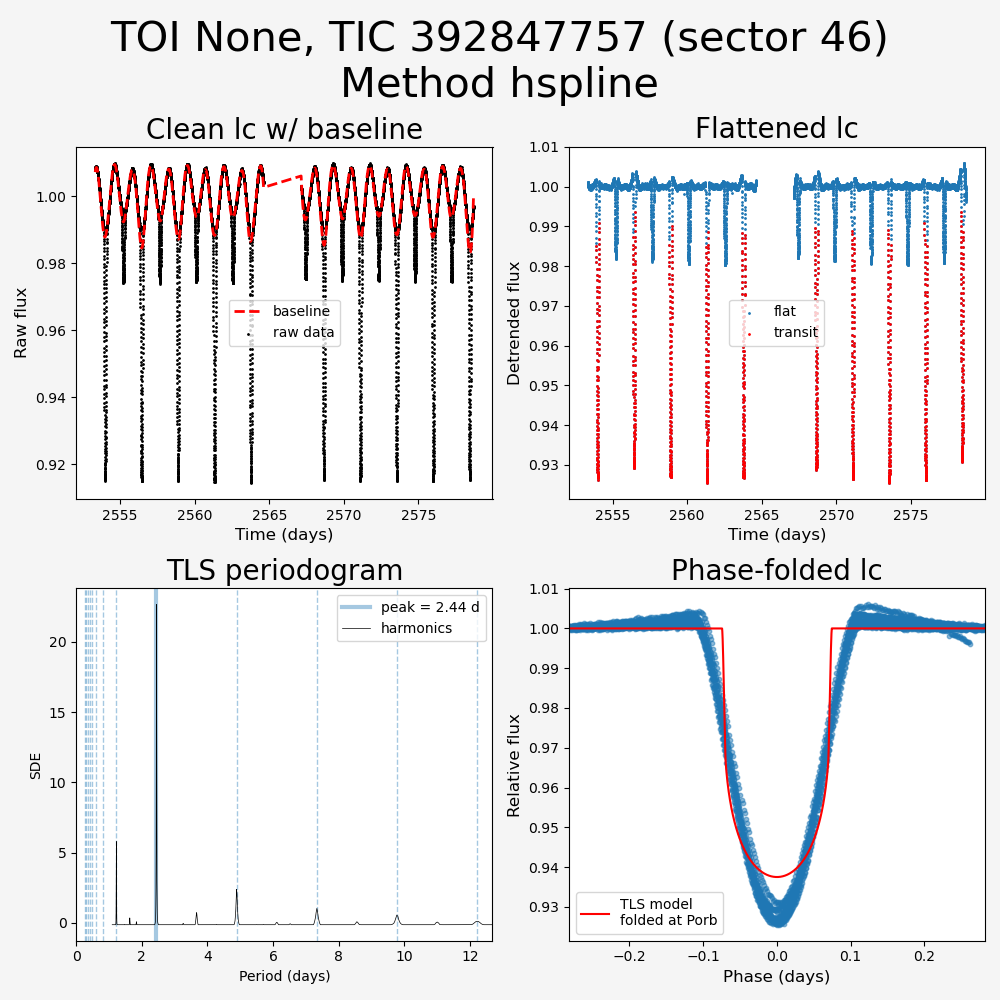 TOI None, TIC 392847757 (sector 46)
Method hspline
Clean lc w/ baseline
Flattened lc
1.00
0.98
0.96
0.94
0.92
Raw flux
baseline
raw data
2555
2560
2565
2570
2575
Time (days)
1.01
1.00
0.99
0.98
0.97
0.96
0.95
0.94
0.93
Detrended flux
flat
transit
2555
2560
2565
2570
2575
Time (days)
TLS periodogram
Phase-folded lc
20
15
10
5
0
SDE
peak = 2.44 d
harmonics
0
2
4
6
8
10
12
Period (days)
1.01
1.00
0.99
0.98
0.97
0.96
0.95
0.94
0.93
Relative flux
TLS model
folded at Porb
−0.2
−0.1
0.0
0.1
0.2
Phase (days)